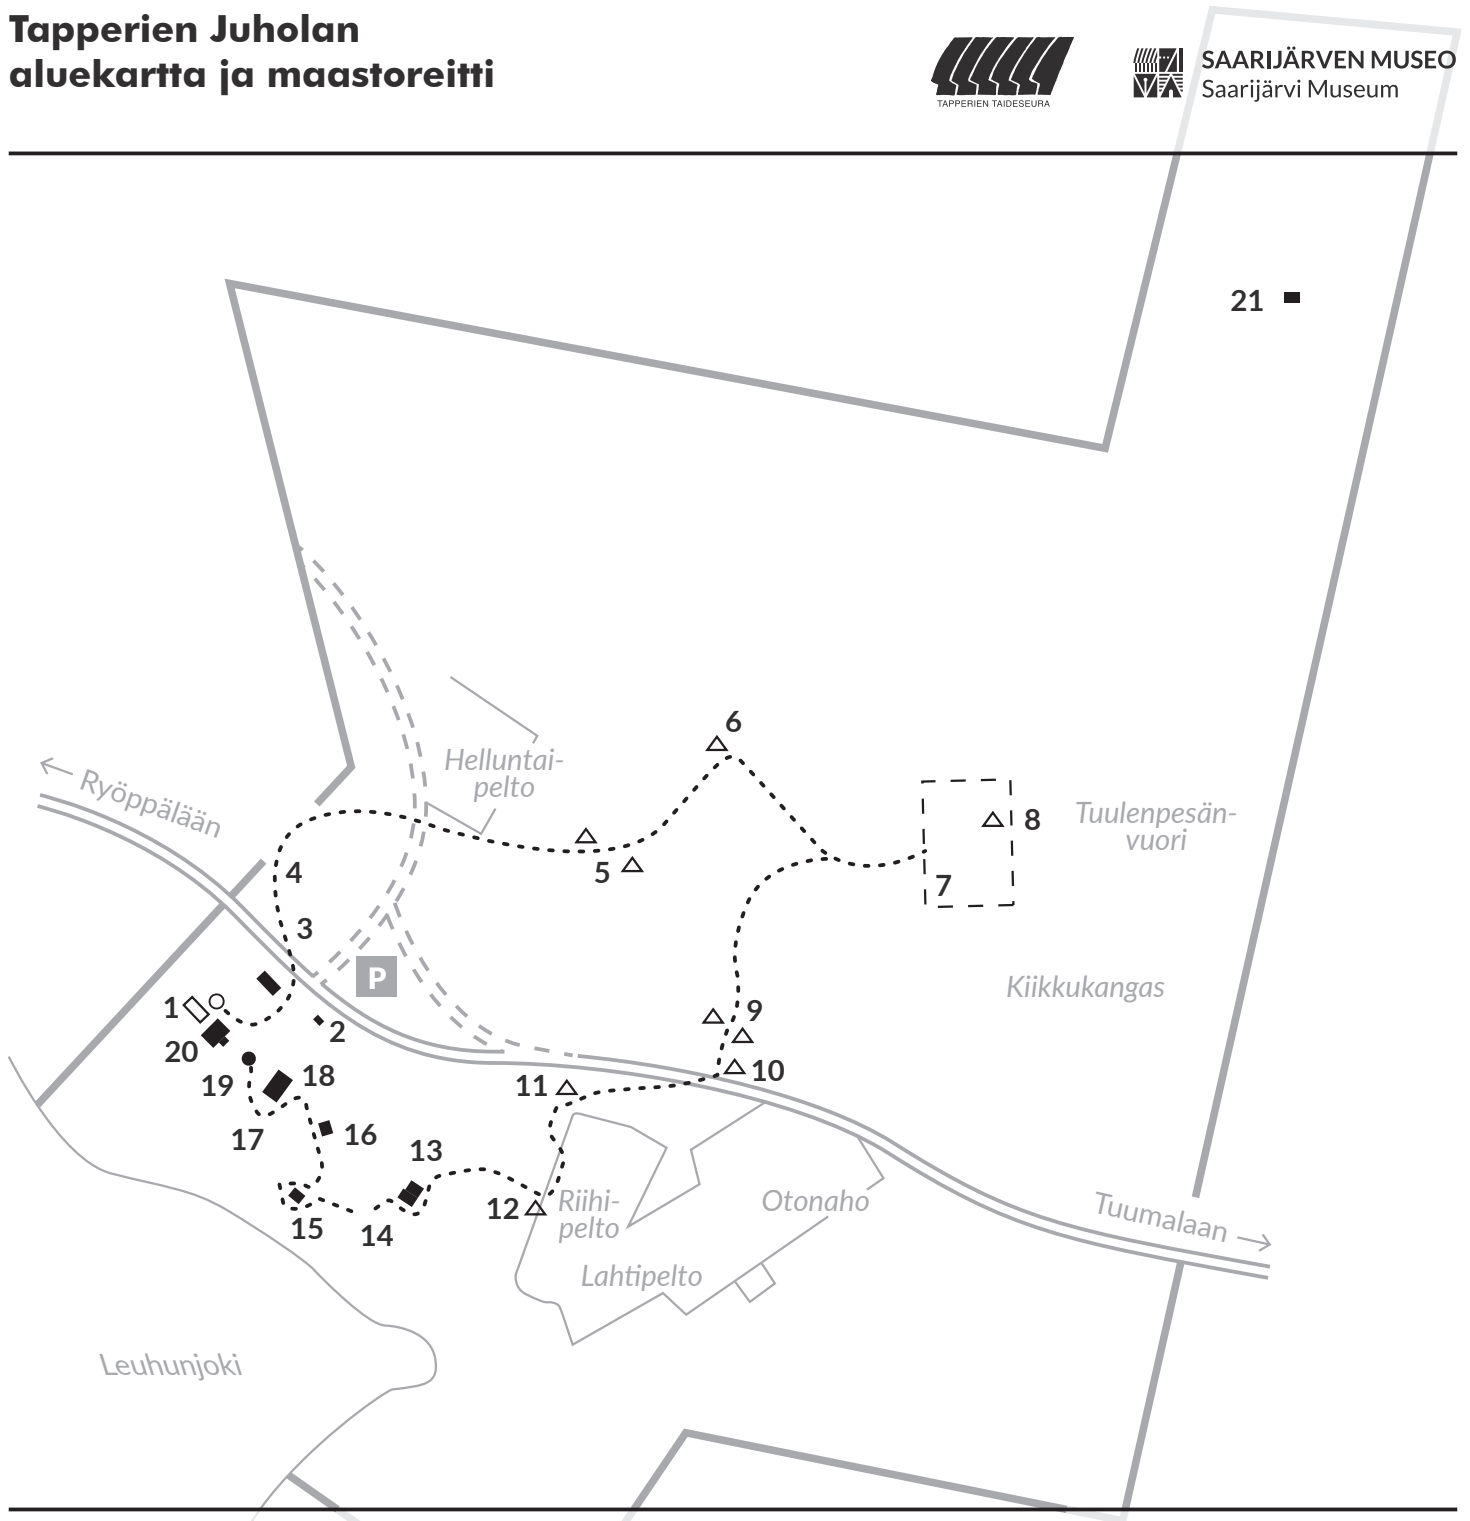 Tapperien Juholan
aluekartta ja maastoreitti
TAPPERIEN TAIDESEURA
SAARIJÄRVEN MUSEO
Saarijärvi Museum
21
6
Helluntai-
pelto
Ryöppälään
8
Tuulenpesän-
vuori
5
4
7
3
P
Kiikkukangas
1
9
2
20
10
18
11
19
16
17
13
Riihi-
pelto
Otonaho
12
Tuumalaan
15
14
Lahtipelto
Leuhunjoki